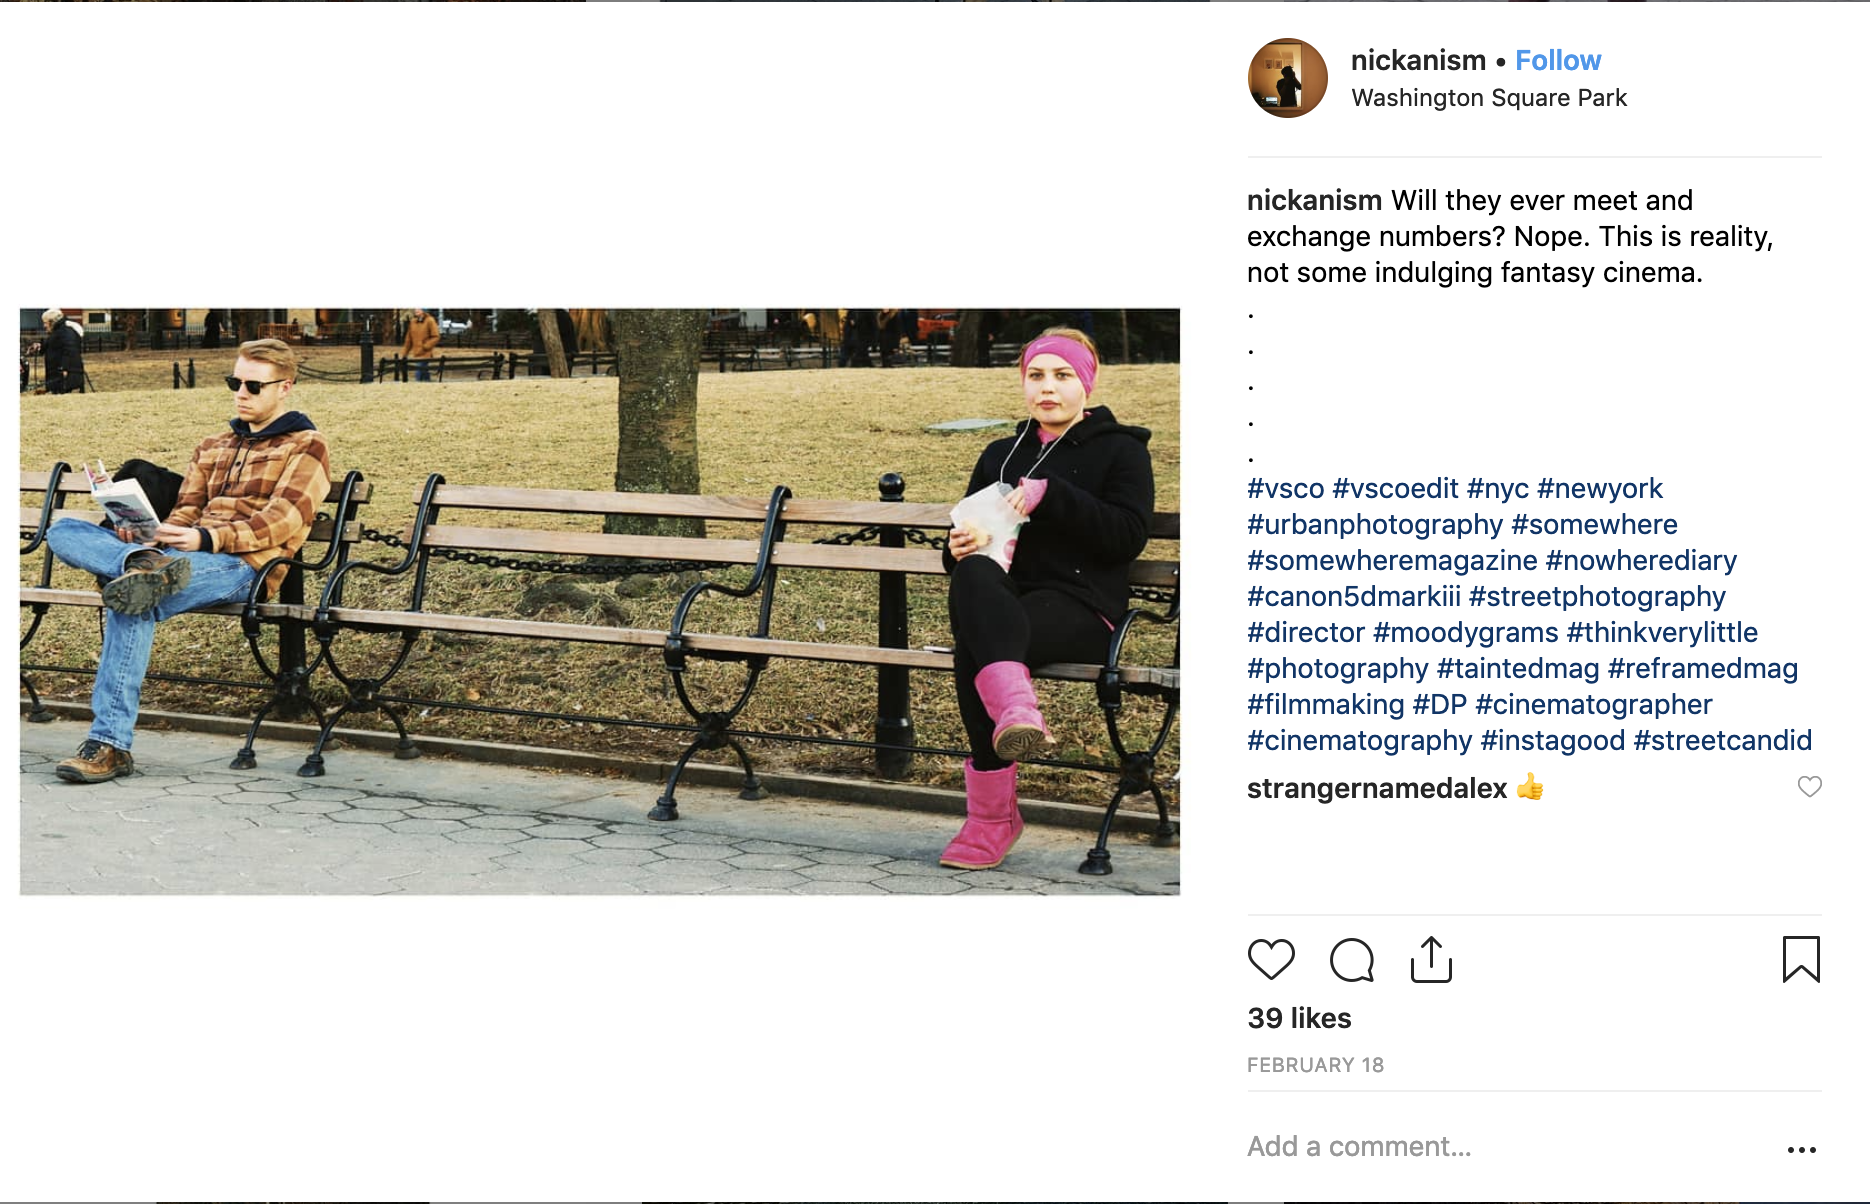 nickanism • Follow
Washington Square Park
nickanism Will they ever meet and
exchange numbers? Nope. This is reality,
not some indulging fantasy cinema.
.
.
.
.
.
#vsco #vscoedit #nyc #newyork
#urbanphotography #somewhere
#somewheremagazine #nowherediary
#canon5dmarkiii #streetphotography
#director #moodygrams #thinkverylittle
#photography #taintedmag #reframedmag
#filmmaking #DP #cinematographer
#cinematography #instagood #streetcandid
strangernamedalex 👍
39 likes
FEBRUARY 18
Add a comment...